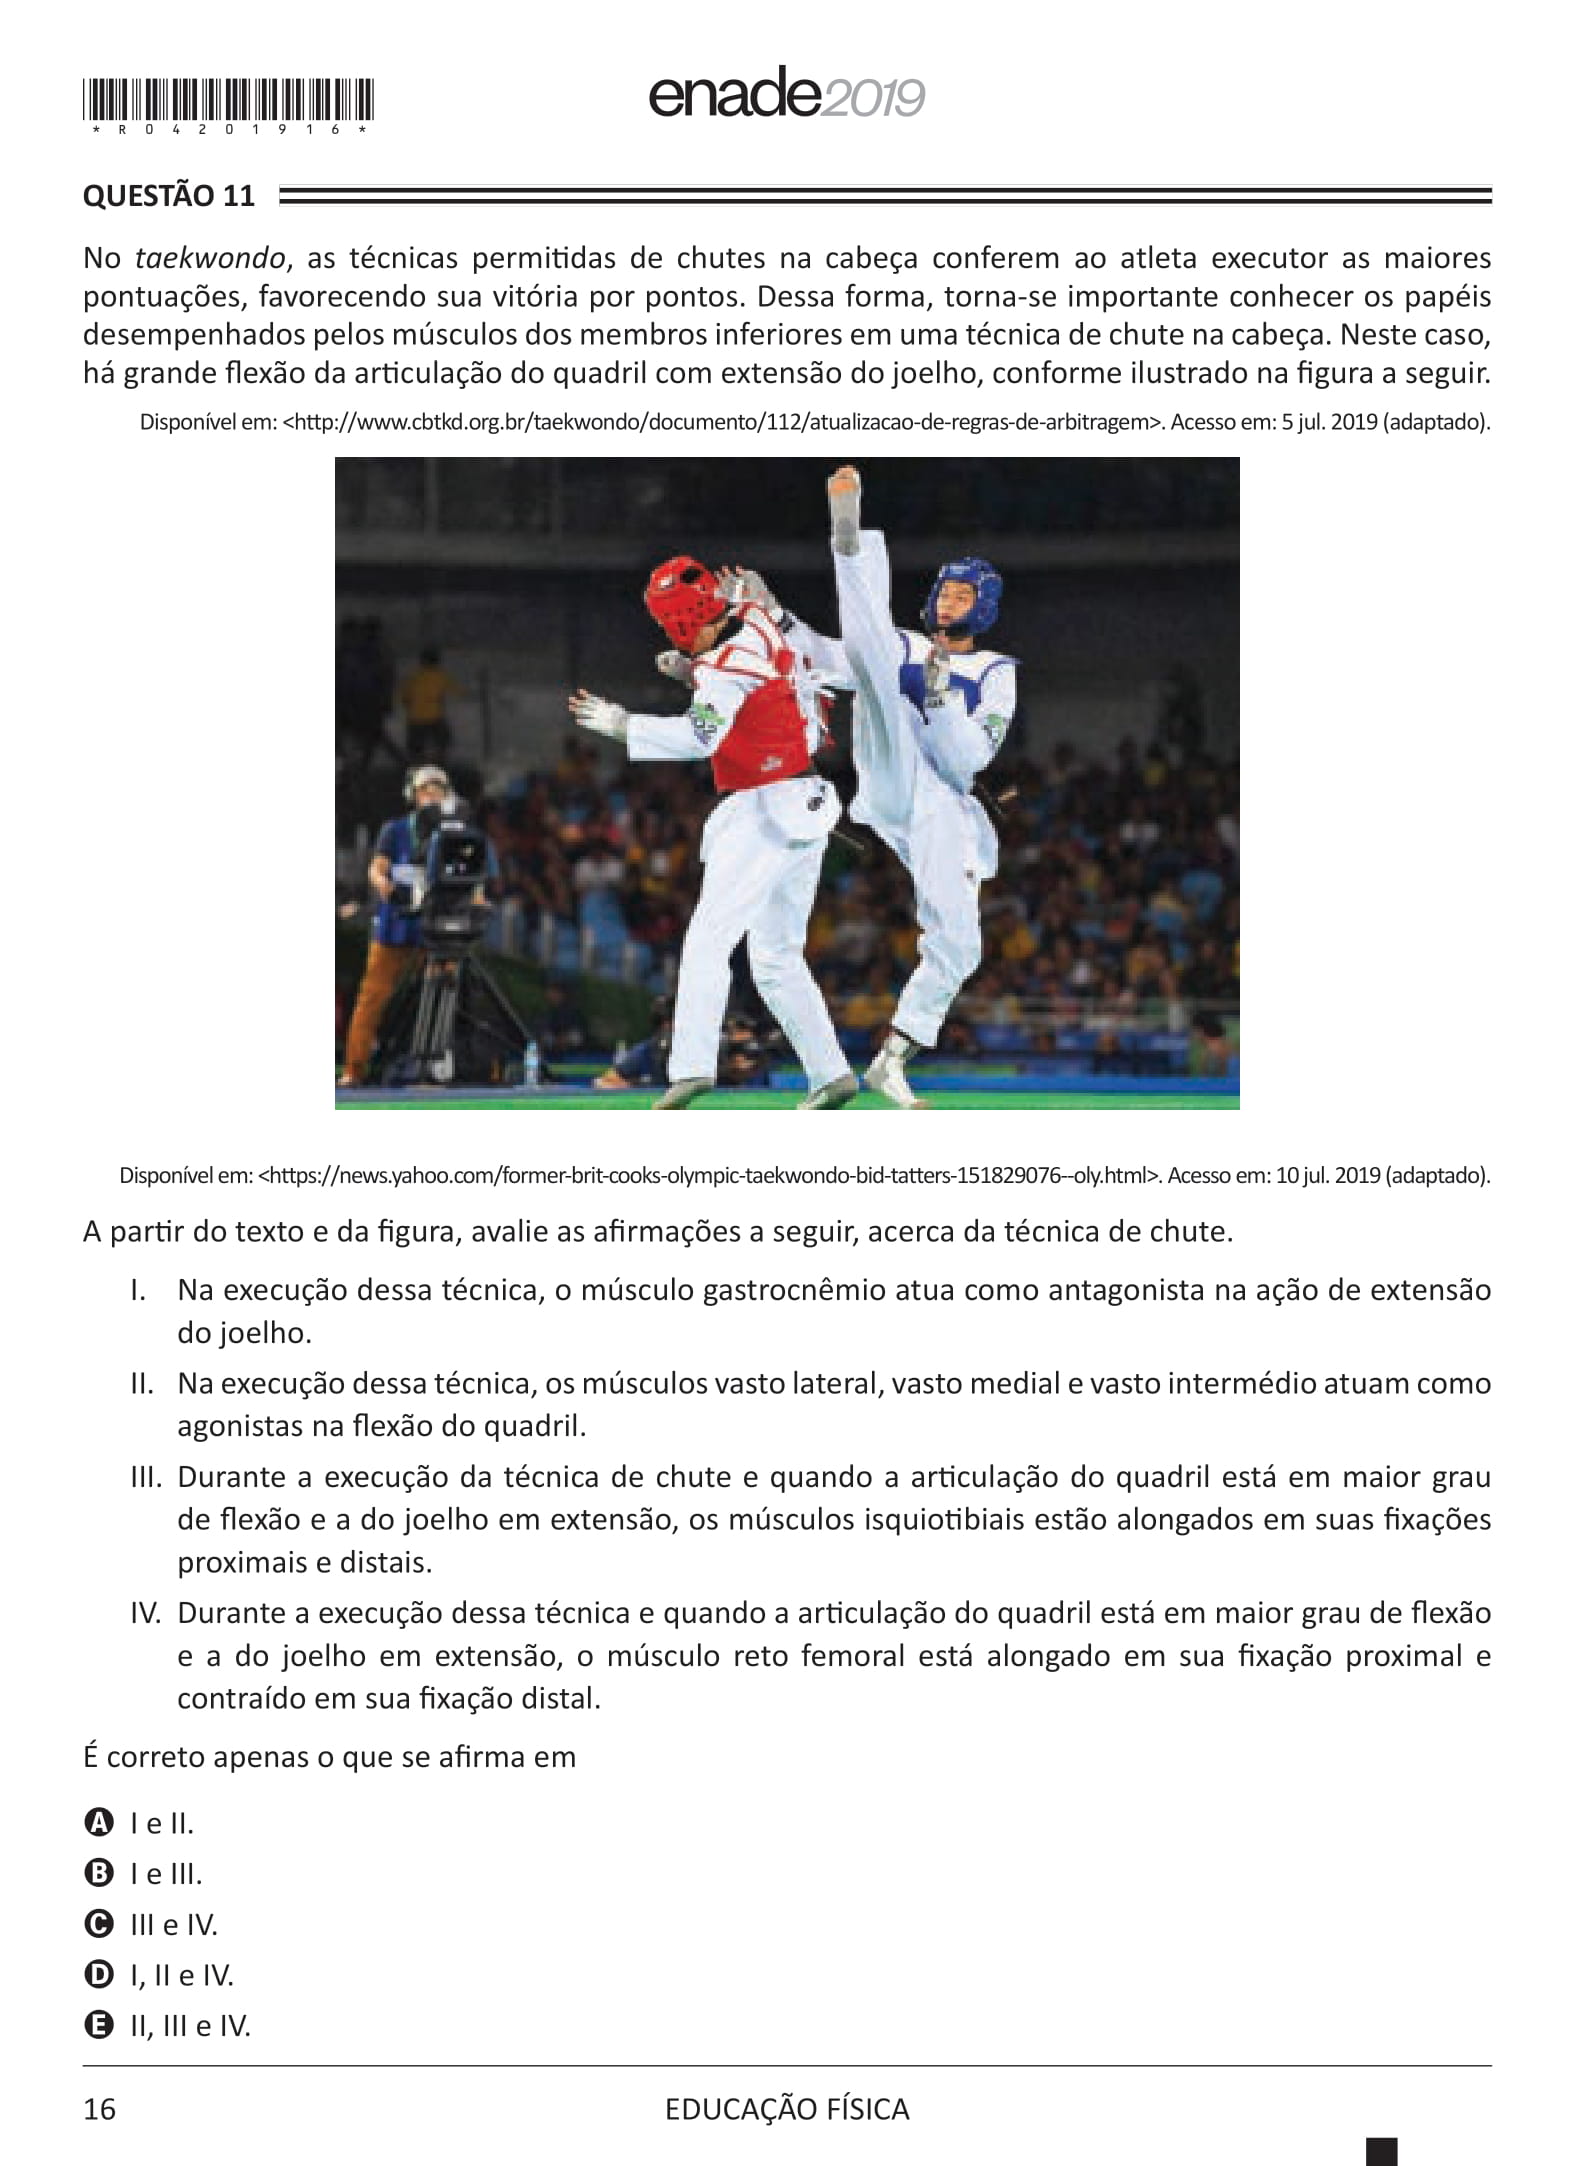 *R04201916*
enade2019
QUESTÃO 11
No taekwondo, as técnicas permitidas de chutes na cabeça conferem ao atleta executor as maiores
pontuações, favorecendo sua vitória por pontos. Dessa forma, torna-se importante conhecer os papéis
desempenhados pelos músculos dos membros inferiores em uma técnica de chute na cabeça. Neste caso,
há grande flexão da articulação do quadril com extensão do joelho, conforme ilustrado na figura a seguir.
Disponível em: <http://www.cbtkd.org.br/taekwondo/documento/112/atualizacao-de-regras-de-arbitragem>. Acesso em: 5 jul. 2019 (adaptado).
Disponível em: <https://news.yahoo.com/former-brit-cooks-olympic-taekwondo-bid-tatters-151829076--oly.html>. Acesso em: 10 jul. 2019 (adaptado).
A partir do texto e da figura, avalie as afirmações a seguir, acerca da técnica de chute.
I. Na execução dessa técnica, o músculo gastrocnêmio atua como antagonista na ação de extensão
do joelho.
II. Na execução dessa técnica, os músculos vasto lateral, vasto medial e vasto intermédio atuam como
agonistas na flexão do quadril.
III. Durante a execução da técnica de chute e quando a articulação do quadril está em maior grau
de flexão e a do joelho em extensão, os músculos isquiotibiais estão alongados em suas fixações
proximais e distais.
IV. Durante a execução dessa técnica e quando a articulação do quadril está em maior grau de flexão
e a do joelho em extensão, o músculo reto femoral está alongado em sua fixação proximal e
contraído em sua fixação distal.
É correto apenas o que se afirma em
A I e II.
B I e III.
C III e IV.
D I, II e IV.
E II, III e IV.
16
EDUCAÇÃO FÍSICA